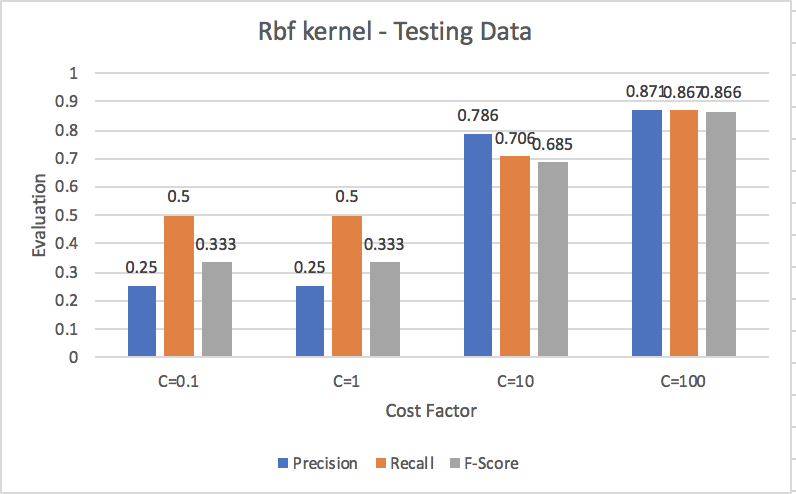 Rbf kernel - Testing Data
1
0.9
0.8
0.7
0.6
0.5
0.4
0.3
0.2
0.1
0
Evaluation
0.25
0.5
0.333
0.25
0.5
0.333
0.786
0.706
0.685
0.871
0.867
0.866
C=0.1
C=1
C=10
C=100
Cost Factor
Precision
Recall
F-Score